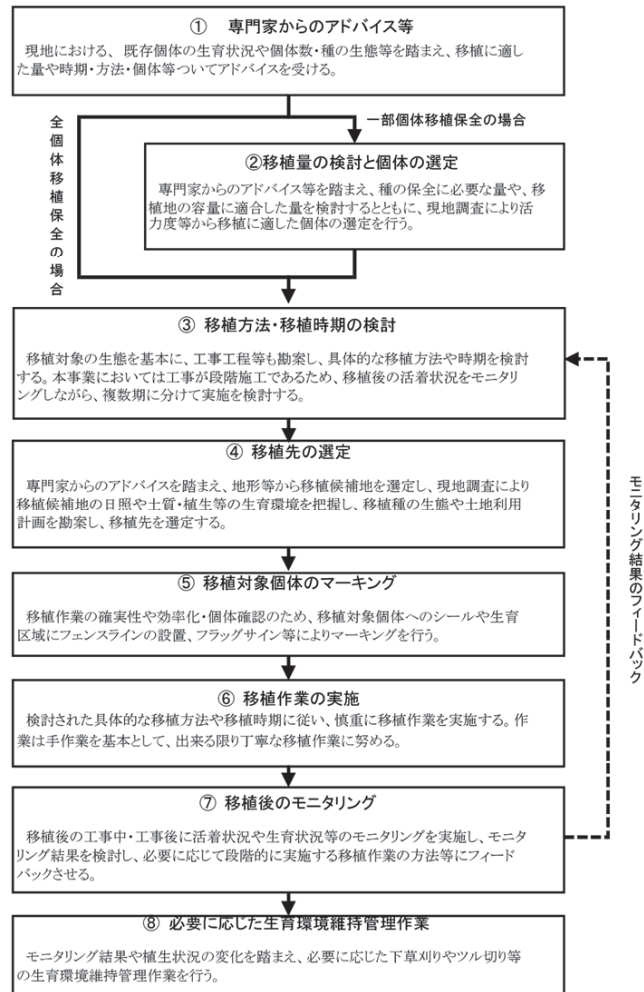 ① 専門家からのアドバイス等
現地における、 既存個体の生育状況や個体数・種の生態等を踏まえ、移植に適し
た量や時期・方法・個体等ついてアドバイスを受ける。
全個体移植保全の場合
一部個体移植保全の場合
②移植量の検討と個体の選定
専門家からのアドバイス等を踏まえ、種の保全に必要な量や、移
植地の容量に適合した量を検討するとともに、現地調査により活
力度等から移植に適した個体の選定を行う。
③ 移植方法・移植時期の検討
移植対象の生態を基本に、工事工程等も勘案し、具体的な移植方法や時期を検討
する。本事業においては工事が段階施工であるため、移植後の活着状況をモニタリ
ングしながら、複数期に分けて実施を検討する。
④ 移植先の選定
専門家からのアドバイスを踏まえ、地形等から移植候補地を選定し、現地調査により
移植候補地の日照や土質・植生等の生育環境を把握し、移植種の生態や土地利用
計画を勘案し、移植先を選定する。
⑤ 移植対象個体のマーキング
移植作業の確実性や効率化・個体確認のため、移植対象個体へのシールや生育
区域にフェンスラインの設置、フラッグサイン等によりマーキングを行う。
⑥ 移植作業の実施
検討された具体的な移植方法や移植時期に従い、慎重に移植作業を実施する。作
業は手作業を基本として、出来る限り丁寧な移植作業に努める。
⑦ 移植後のモニタリング
移植後の工事中・工事後に活着状況や生育状況等のモニタリングを実施し、モニタ
リング結果を検討し、必要に応じて段階的に実施する移植作業の方法等にフィード
バックさせる。
モニタリング結果のフィードバック
⑧ 必要に応じた生育環境維持管理作業
モニタリング結果や植生状況の変化を踏まえ、必要に応じた下草刈りやツル切り等
の生育環境維持管理作業を行う。